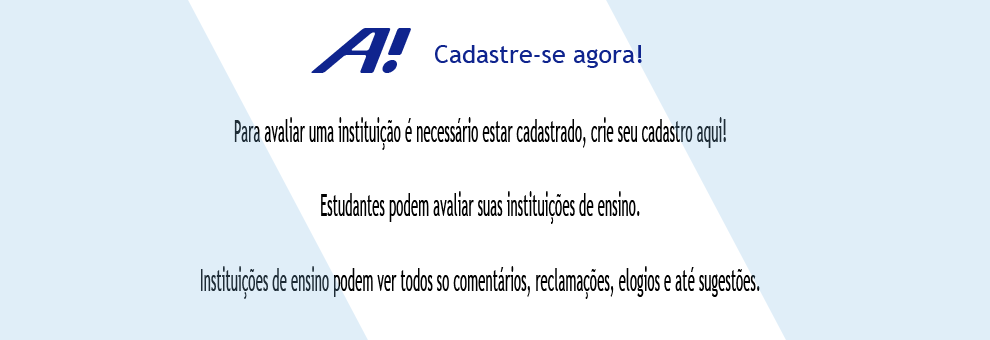 A! Cadastre-se agora!
Para avaliar uma instituição é necessário estar cadastrado, crie seu cadastro aqui!
Estudantes podem avaliar suas instituições de ensino.
Instituições de ensino podem ver todos so comentários, reclamações, elogios e até sugestões.